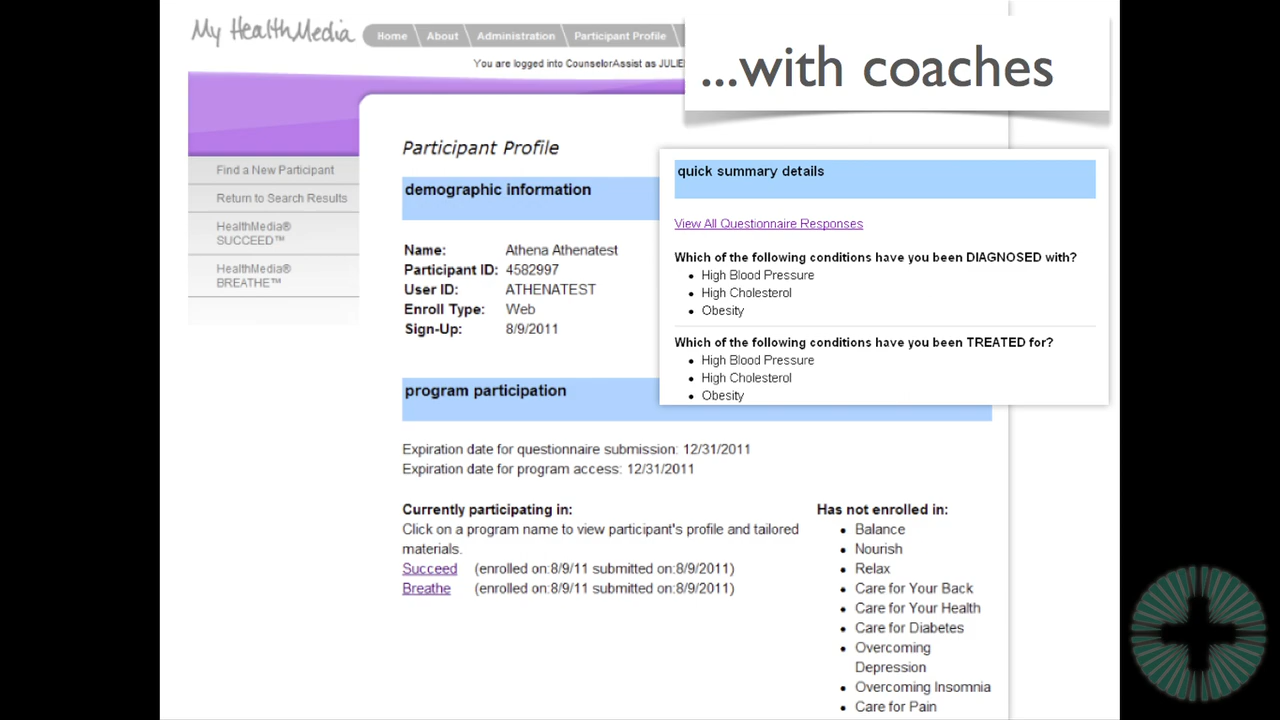 My HealthMedia
Home
About
Administration
Participant Profile
...with coaches
You are logged into CounselorAssist as JULIE
Find a New Participant
Return to Search Results
HealthMedia®
SUCCEED™
HealthMedia®
BREATHE™
Participant Profile
demographic information
Name: Athena Athenatest
Participant ID: 4582997
User ID: ATHENATEST
Enroll Type: Web
Sign-Up: 8/9/2011
quick summary details
View All Questionnaire Responses
Which of the following conditions have you been DIAGNOSED with?
• High Blood Pressure
• High Cholesterol
• Obesity
Which of the following conditions have you been TREATED for?
• High Blood Pressure
• High Cholesterol
• Obesity
program participation
Expiration date for questionnaire submission: 12/31/2011
Expiration date for program access: 12/31/2011
Currently participating in:
Click on a program name to view participant's profile and tailored
materials.
Succeed (enrolled on:8/9/11 submitted on:8/9/2011)
Breathe (enrolled on:8/9/11 submitted on:8/9/2011)
Has not enrolled in:
• Balance
• Nourish
• Relax
• Care for Your Back
• Care for Your Health
• Care for Diabetes
• Overcoming
Depression
• Overcoming Insomnia
• Care for Pain